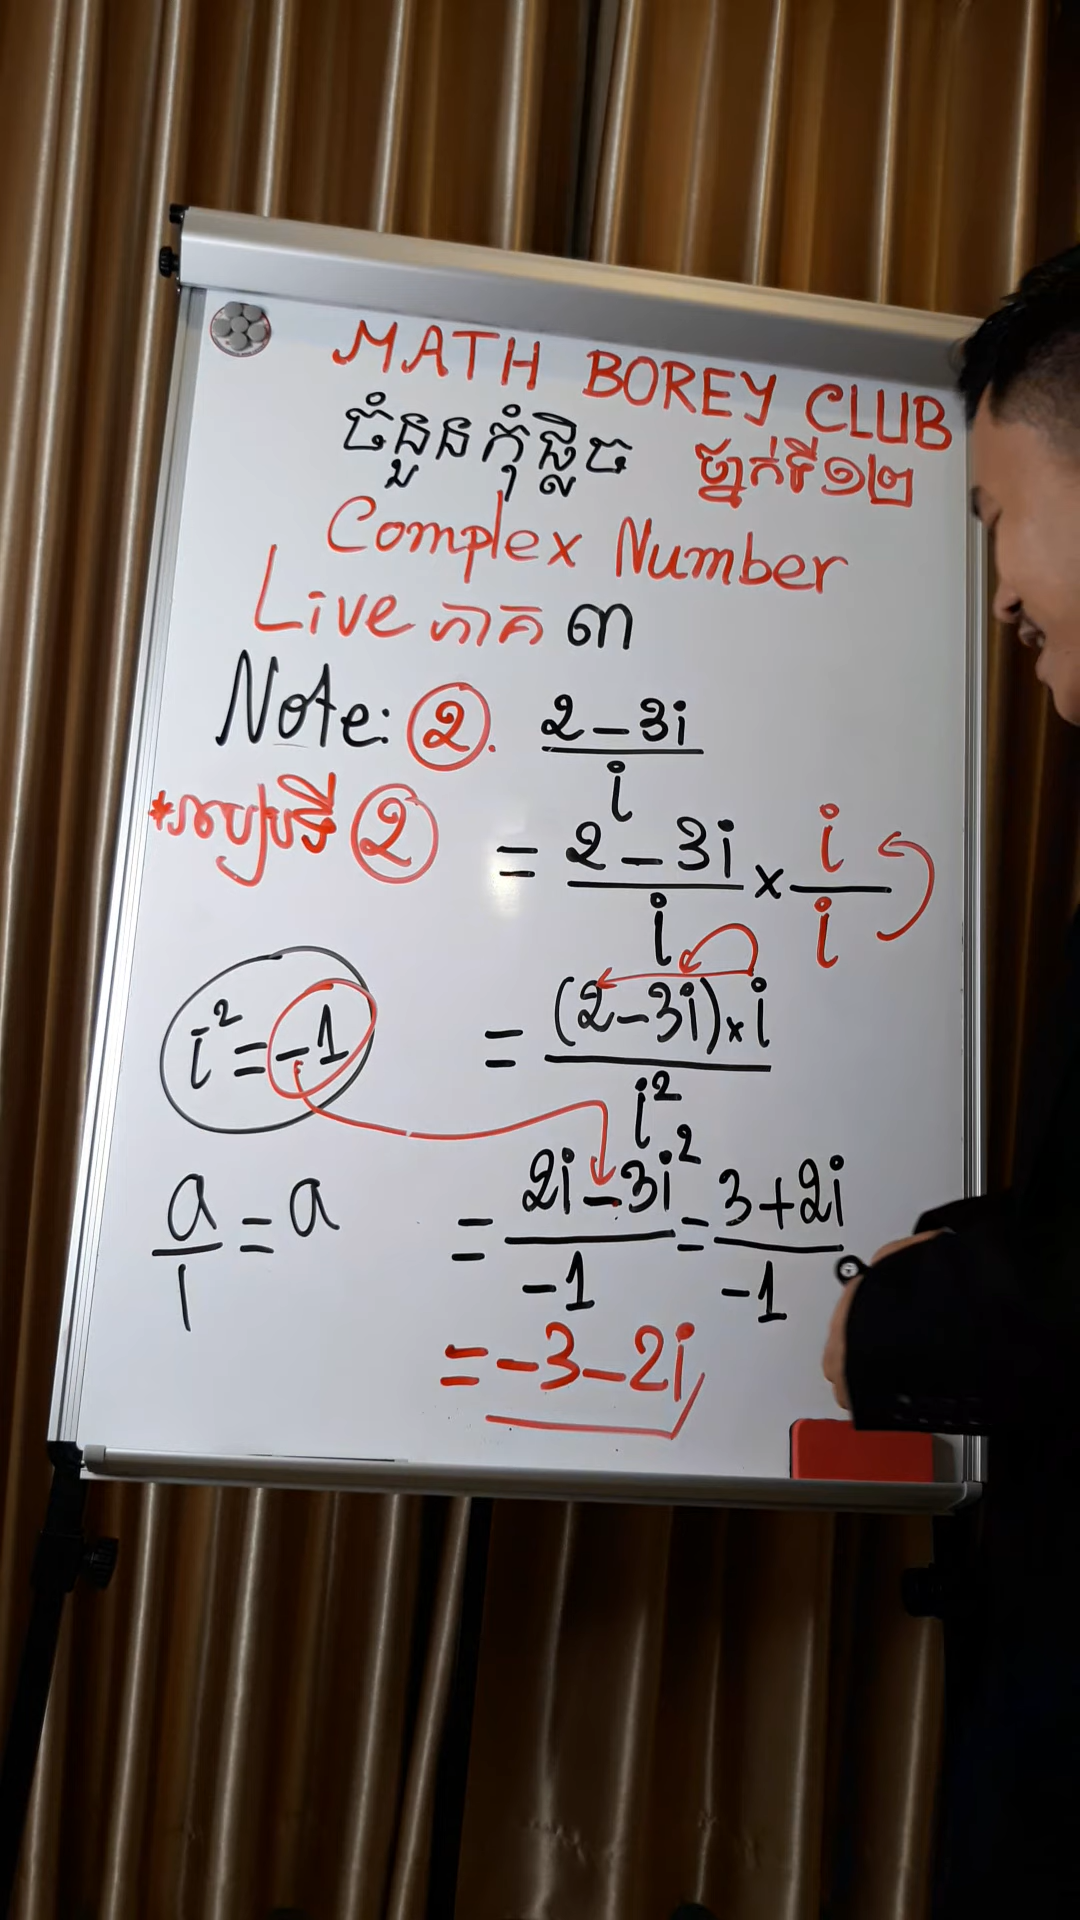 MATH BOREY CLUB
ចំនួនកុំផ្លិច ថ្នាក់ទី១២
Complex Number
Live ភាគ ៣
Note: 2. 2-3i / i
*របៀបទី 2 = 2-3i / i × i / i
i² = -1 = (2-3i)×i / i²
a / 1 = a = 2i-3i² / -1 = 3+2i / -1
= -3-2i